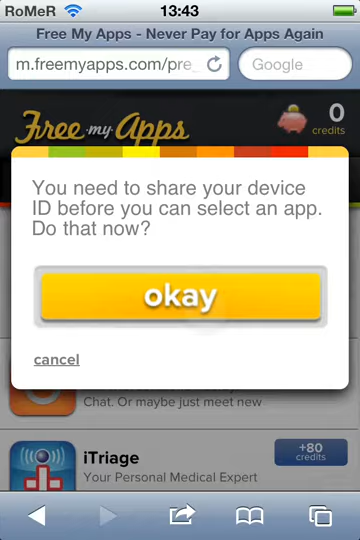 RoMeR 13:43
Free My Apps - Never Pay for Apps Again
m.freemyapps.com/pre
Google
Free my Apps
0
credits
You need to share your device
ID before you can select an app.
Do that now?
okay
cancel
Chat. Or maybe just meet new
iTriage
Your Personal Medical Expert
+80
credits